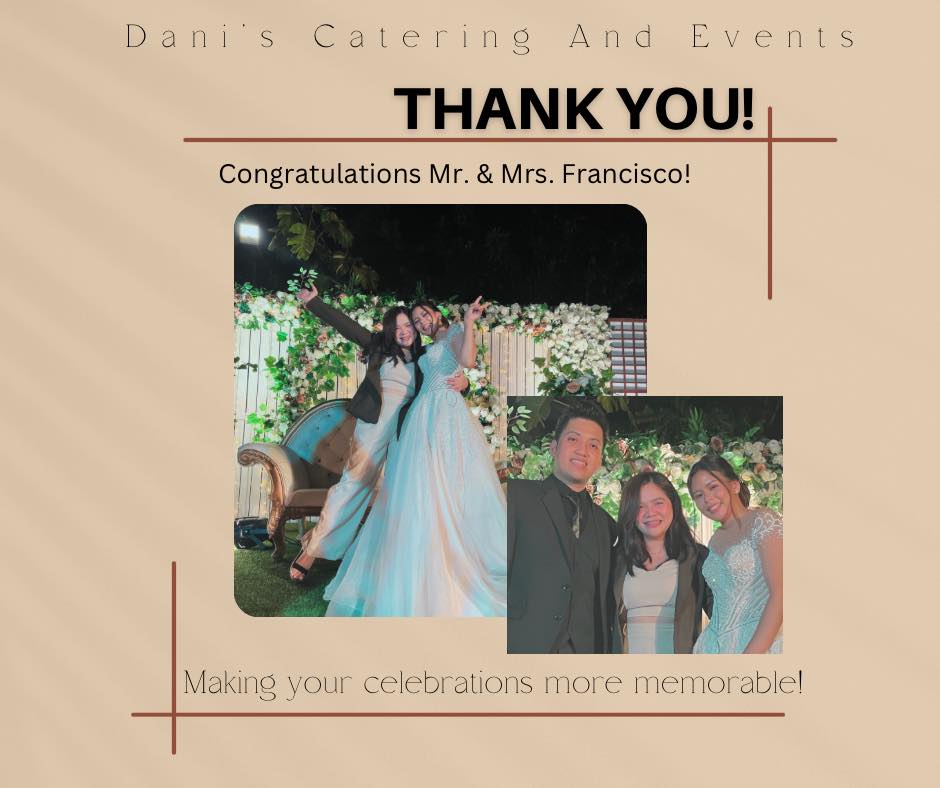 Dani's Catering And Events
THANK YOU!
Congratulations Mr. & Mrs. Francisco!
Making your celebrations more memorable!